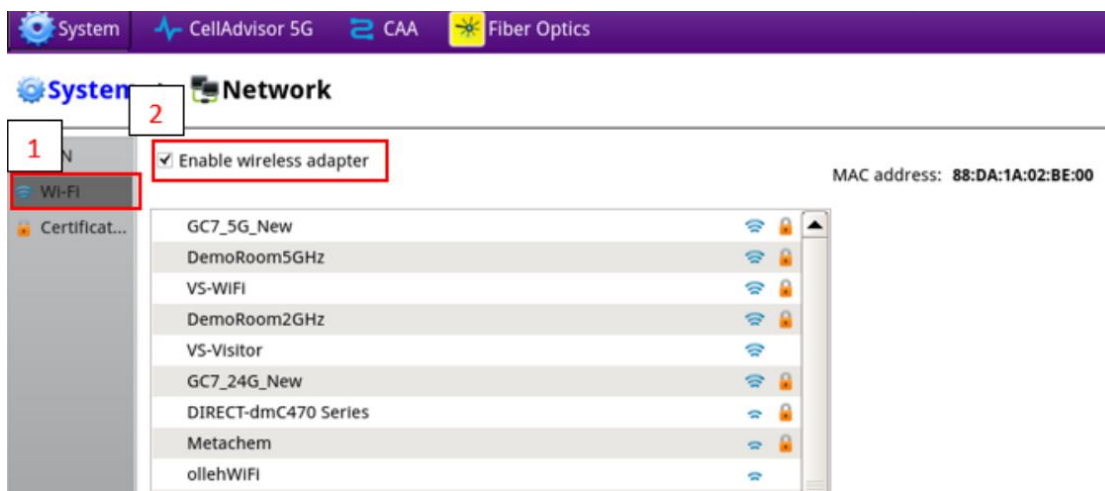 System CellAdvisor 5G CAA Fiber Optics
System Network
2
1
Enable wireless adapter
MAC address: 88:DA:1A:02:BE:00
Wi-Fi
Certificat...
GC7_5G_New
DemoRoom5GHz
VS-WiFi
DemoRoom2GHz
VS-Visitor
GC7_24G_New
DIRECT-dmC470 Series
Metachem
ollehWiFi